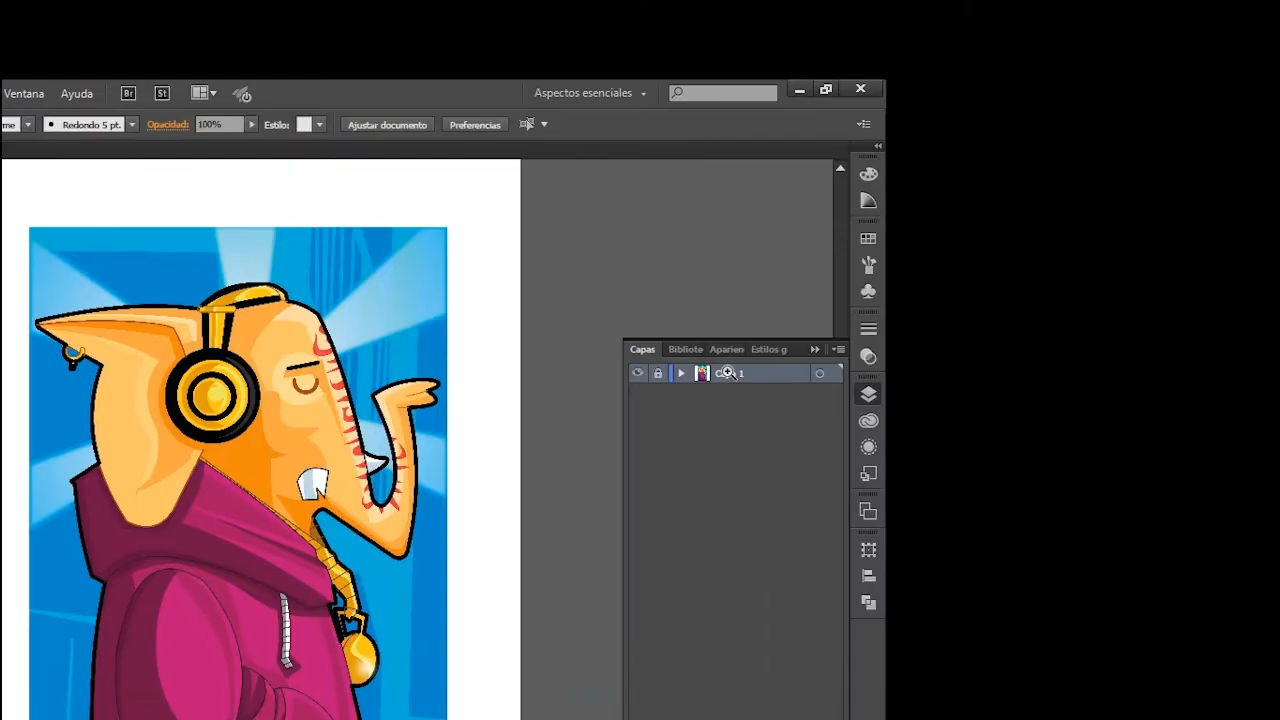 Ventana Ayuda Br St Aspectos esenciales
Redondo 5 pt. Opacidad: 100% Estilo: Ajustar documento Preferencias
Capas Bibliote Aparien Estilos g
1